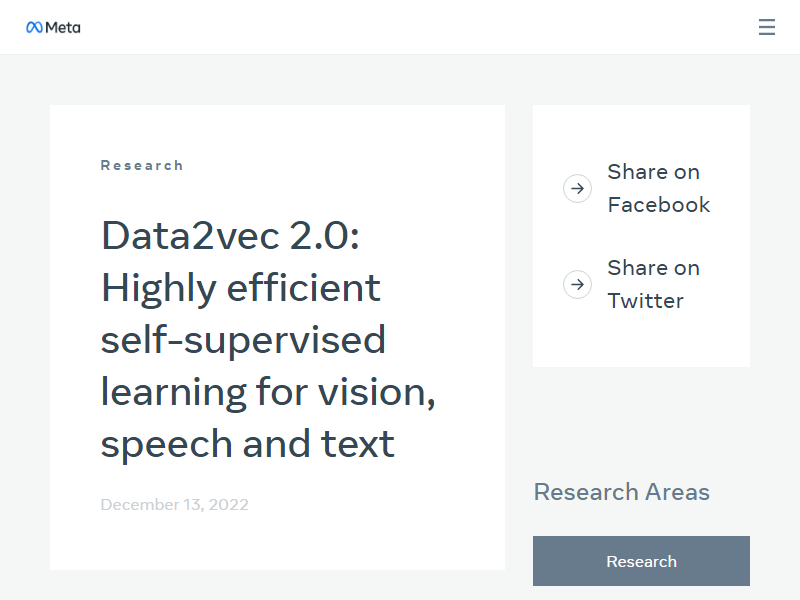 Meta
Research
Data2vec 2.0:
Highly efficient
self-supervised
learning for vision,
speech and text
December 13, 2022
Share on
Facebook
Share on
Twitter
Research Areas
Research